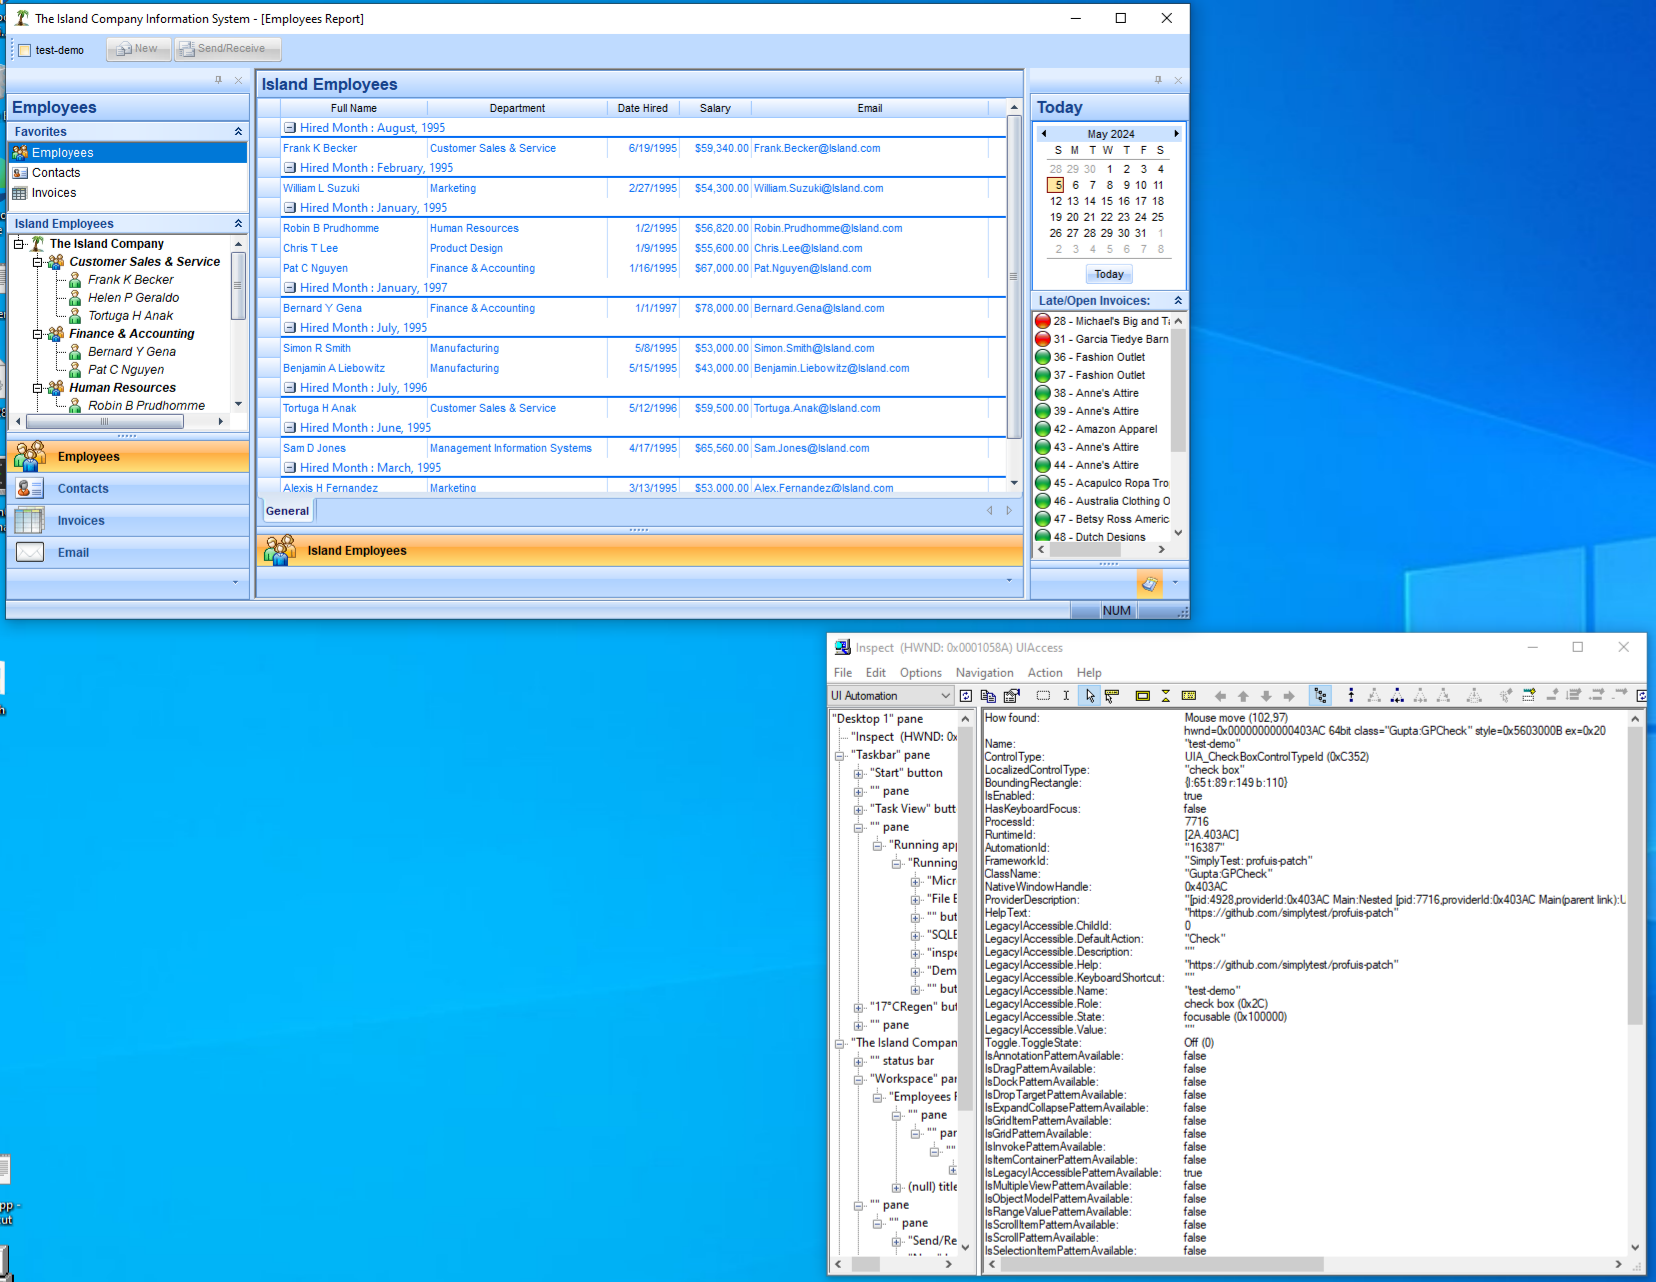 The Island Company Information System - [Employees Report]
test-demo
New
Send/Receive
Employees
Favorites
Employees
Contacts
Invoices
Island Employees
The Island Company
Customer Sales & Service
Frank K Becker
Helen P Geraldo
Tortuga H Anak
Finance & Accounting
Bernard Y Gena
Pat C Nguyen
Human Resources
Robin B Prudhomme
Employees
Contacts
Invoices
Email
Island Employees
Full Name Department Date Hired Salary Email
Hired Month : August, 1995
Frank K Becker Customer Sales & Service 6/19/1995 $59,340.00 Frank.Becker@Island.com
Hired Month : February, 1995
William L Suzuki Marketing 2/27/1995 $54,300.00 William.Suzuki@Island.com
Hired Month : January, 1995
Robin B Prudhomme Human Resources 1/2/1995 $56,820.00 Robin.Prudhomme@Island.com
Chris T Lee Product Design 1/9/1995 $55,600.00 Chris.Lee@Island.com
Pat C Nguyen Finance & Accounting 1/16/1995 $67,000.00 Pat.Nguyen@Island.com
Hired Month : January, 1997
Bernard Y Gena Finance & Accounting 1/1/1997 $78,000.00 Bernard.Gena@Island.com
Hired Month : July, 1995
Simon R Smith Manufacturing 5/8/1995 $53,000.00 Simon.Smith@Island.com
Benjamin A Liebowitz Manufacturing 5/15/1995 $43,000.00 Benjamin.Liebowitz@Island.com
Hired Month : July, 1996
Tortuga H Anak Customer Sales & Service 5/12/1996 $59,500.00 Tortuga.Anak@Island.com
Hired Month : June, 1995
Sam D Jones Management Information Systems 4/17/1995 $65,560.00 Sam.Jones@Island.com
Hired Month : March, 1995
Alexis H Fernandez Marketing 3/13/1995 $53,000.00 Alex.Fernandez@Island.com
General
Island Employees
Today
May 2024
S M T W T F S
28 29 30 1 2 3 4
5 6 7 8 9 10 11
12 13 14 15 16 17 18
19 20 21 22 23 24 25
26 27 28 29 30 31 1
2 3 4 5 6 7 8
Today
Late/Open Invoices:
28 - Michael's Big and Ta
31 - Garcia Tiedye Barn
36 - Fashion Outlet
37 - Fashion Outlet
38 - Anne's Attire
39 - Anne's Attire
42 - Amazon Apparel
43 - Anne's Attire
44 - Anne's Attire
45 - Acapulco Ropa Tro
46 - Australia Clothing O
47 - Betsy Ross Americ
48 - Dutch Designs
NUM
Inspect (HWND: 0x0001058A) UIAccess
File Edit Options Navigation Action Help
UI Automation
"Desktop 1" pane
"Inspect (HWND: 0x
"Taskbar" pane
"Start" button
"" pane
"Task View" butt
"" pane
"Running app
"Running
"Micr
"File E
"" but
"SQLE
"inspe
"Dem
"" but
"17°CRegen" but
"" pane
"The Island Compan
"" status bar
"Workspace" par
"Employees F
"" pane
"" par
""
(null) title
"" pane
"" pane
"Send/Re
How found: Mouse move (102,97)
hwnd=0x00000000000403AC 64bit class="Gupta:GPCheck" style=0x5603000B ex=0x20
Name: "test-demo"
ControlType: UIA_CheckBoxControlTypeId (0xC352)
LocalizedControlType: "check box"
BoundingRectangle: {l:65 t:89 r:149 b:110}
IsEnabled: true
HasKeyboardFocus: false
ProcessId: 7716
RuntimeId: [2A.403AC]
AutomationId: "16387"
FrameworkId: "SimplyTest: profuis-patch"
ClassName: "Gupta:GPCheck"
NativeWindowHandle: 0x403AC
ProviderDescription: "[pid:4928,providerId:0x403AC Main:Nested [pid:7716,providerId:0x403AC Main(parent link):U
HelpText: "https://github.com/simplytest/profuis-patch"
LegacyIAccessible.ChildId: 0
LegacyIAccessible.DefaultAction: "Check"
LegacyIAccessible.Description: ""
LegacyIAccessible.Help: "https://github.com/simplytest/profuis-patch"
LegacyIAccessible.KeyboardShortcut: ""
LegacyIAccessible.Name: "test-demo"
LegacyIAccessible.Role: check box (0x2C)
LegacyIAccessible.State: focusable (0x100000)
LegacyIAccessible.Value: ""
Toggle.ToggleState: Off (0)
IsAnnotationPatternAvailable: false
IsDragPatternAvailable: false
IsDockPatternAvailable: false
IsDropTargetPatternAvailable: false
IsExpandCollapsePatternAvailable: false
IsGridItemPatternAvailable: false
IsGridPatternAvailable: false
IsInvokePatternAvailable: false
IsItemContainerPatternAvailable: false
IsLegacyIAccessiblePatternAvailable: true
IsMultipleViewPatternAvailable: false
IsObjectModelPatternAvailable: false
IsRangeValuePatternAvailable: false
IsScrollItemPatternAvailable: false
IsScrollPatternAvailable: false
IsSelectionItemPatternAvailable: false